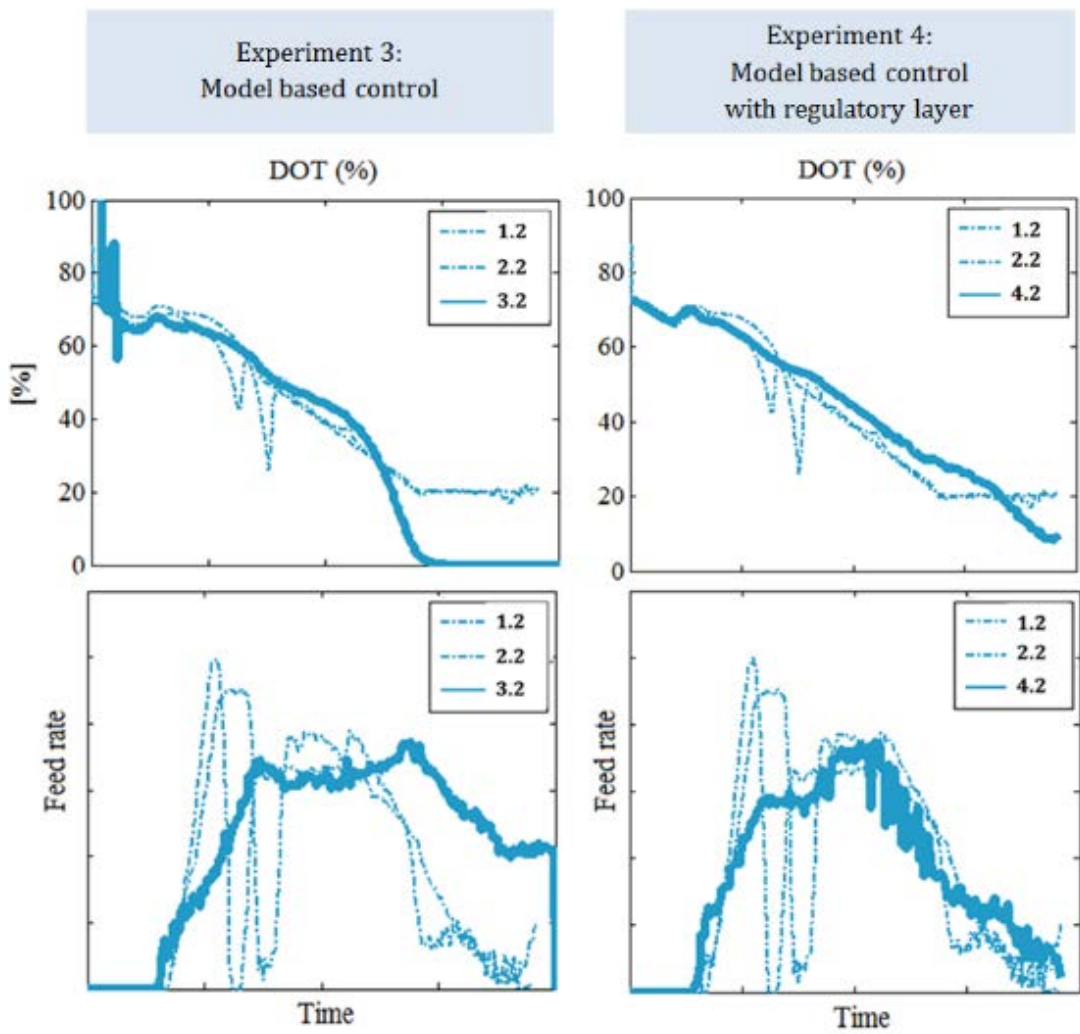 Experiment 3:
Model based control
Experiment 4:
Model based control
with regulatory layer
DOT (%)
100
80
60
40
20
0
[%]
1.2
2.2
3.2
DOT (%)
100
80
60
40
20
0
1.2
2.2
4.2
Feed rate
1.2
2.2
3.2
Time
Feed rate
1.2
2.2
4.2
Time